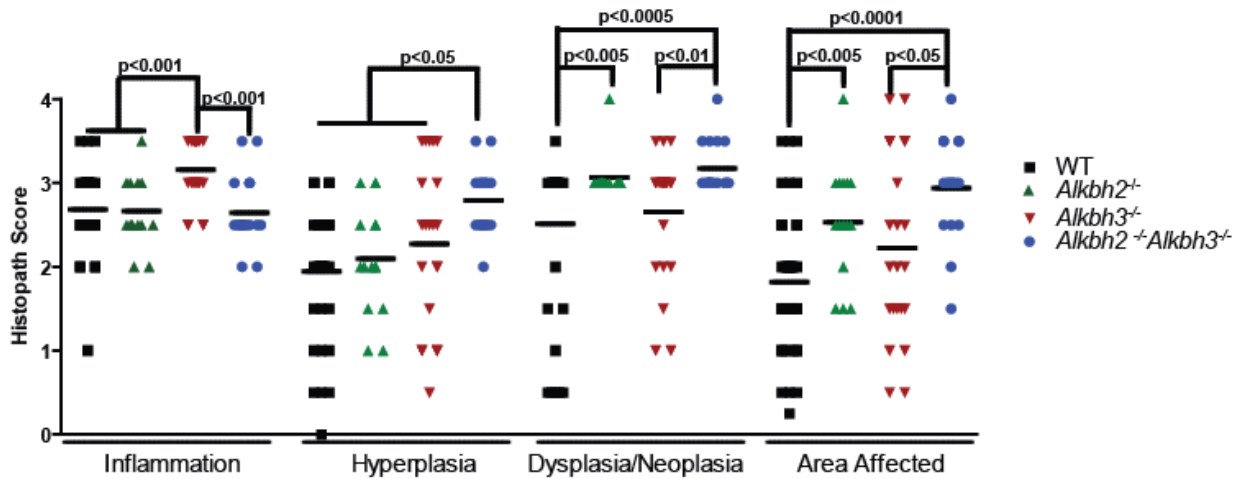 p<0.0005
p<0.0001
p<0.001
p<0.05
p<0.005
p<0.01
p<0.005
p<0.05
p<0.001
Histopath Score
4
3
2
1
0
WT
Alkbh2-/-
Alkbh3-/-
Alkbh2 -/-Alkbh3-/-
Inflammation
Hyperplasia
Dysplasia/Neoplasia
Area Affected